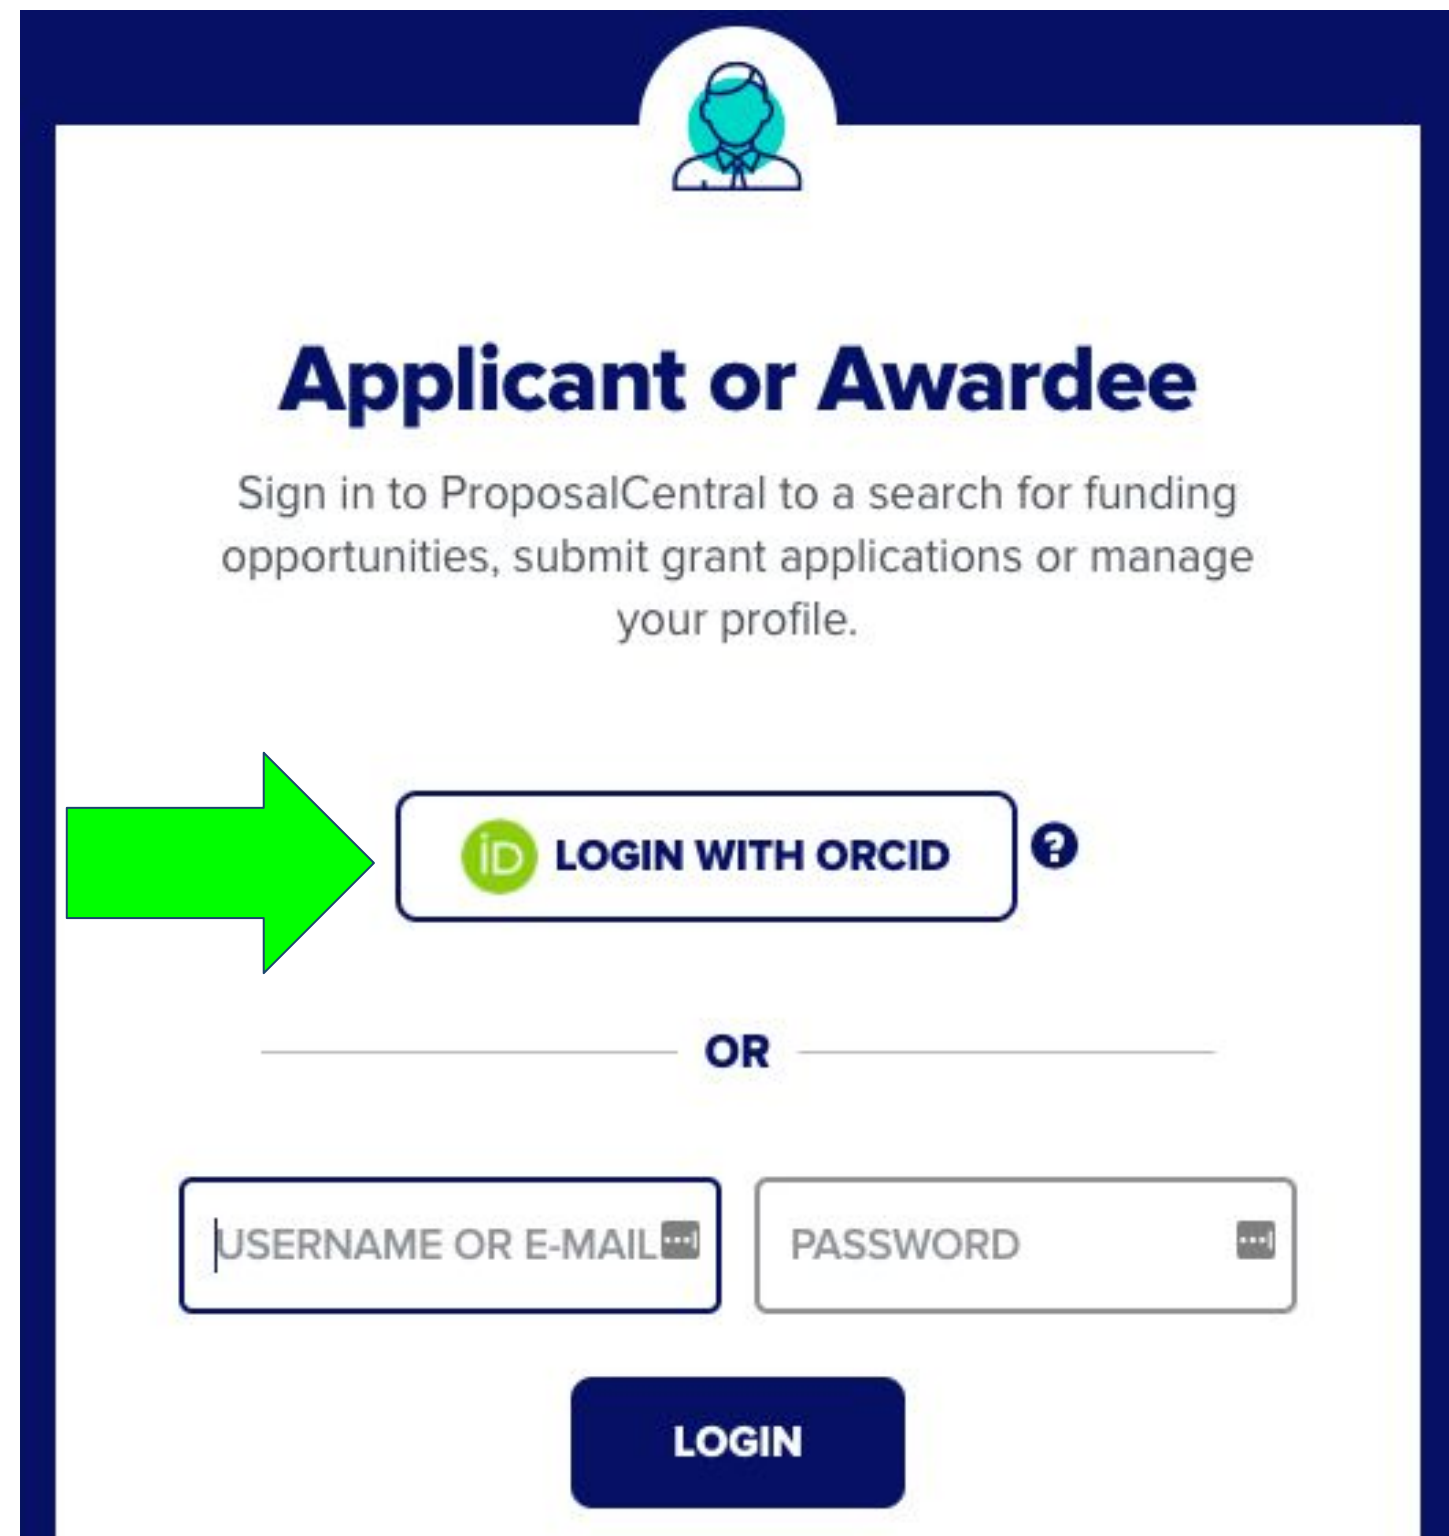 Applicant or Awardee
Sign in to ProposalCentral to a search for funding
opportunities, submit grant applications or manage
your profile.
iD LOGIN WITH ORCID ?
OR
USERNAME OR E-MAIL
PASSWORD
LOGIN